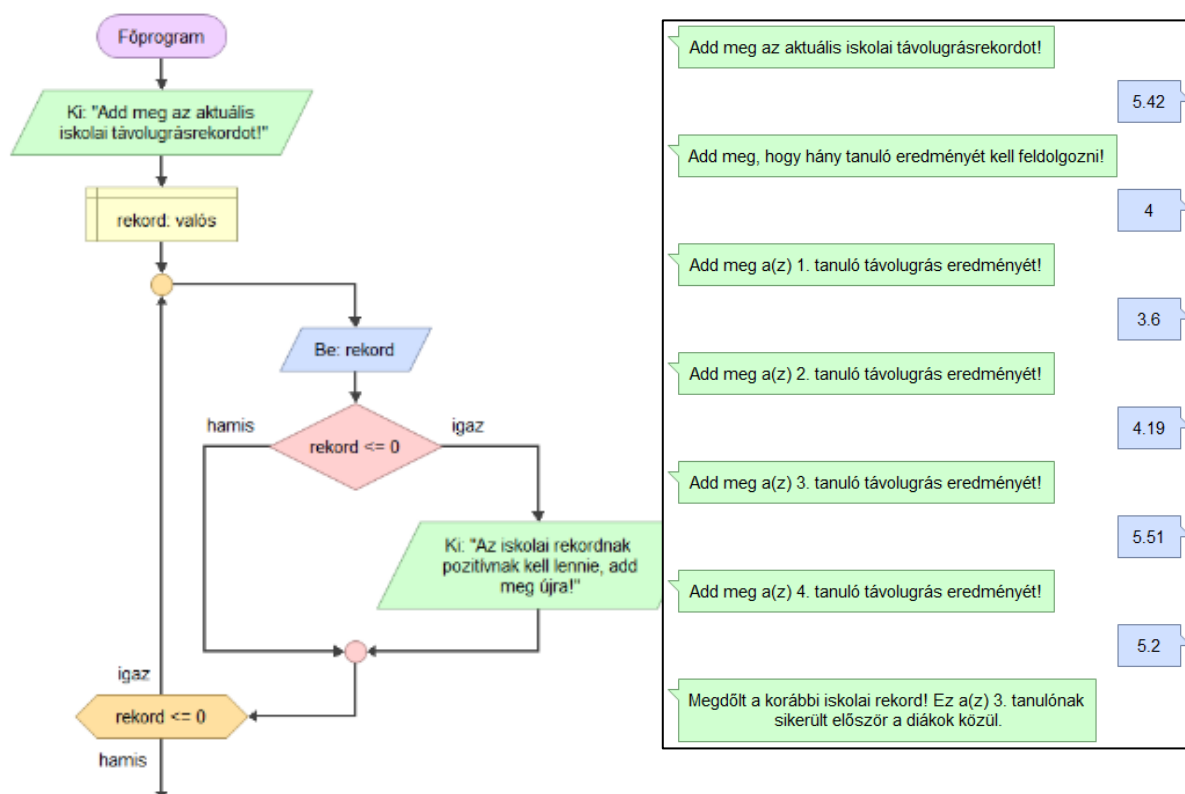 Főprogram
Ki: "Add meg az aktuális
iskolai távolugrásrekordot!"
rekord: valós
Be: rekord
hamis
igaz
rekord <= 0
Ki: "Az iskolai rekordnak
pozitívnak kell lennie, add
meg újra!"
igaz
rekord <= 0
hamis
Add meg az aktuális iskolai távolugrásrekordot!
5.42
Add meg, hogy hány tanuló eredményét kell feldolgozni!
4
Add meg a(z) 1. tanuló távolugrás eredményét!
3.6
Add meg a(z) 2. tanuló távolugrás eredményét!
4.19
Add meg a(z) 3. tanuló távolugrás eredményét!
5.51
Add meg a(z) 4. tanuló távolugrás eredményét!
5.2
Megdőlt a korábbi iskolai rekord! Ez a(z) 3. tanulónak
sikerült először a diákok közül.